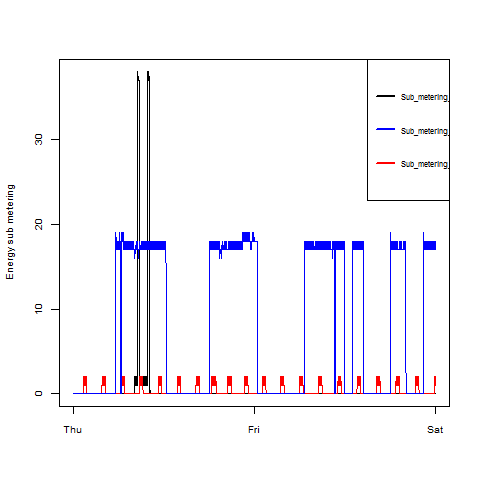 Sub_metering_
Sub_metering_
Sub_metering_
Energy sub metering
30
20
10
0
Thu Fri Sat